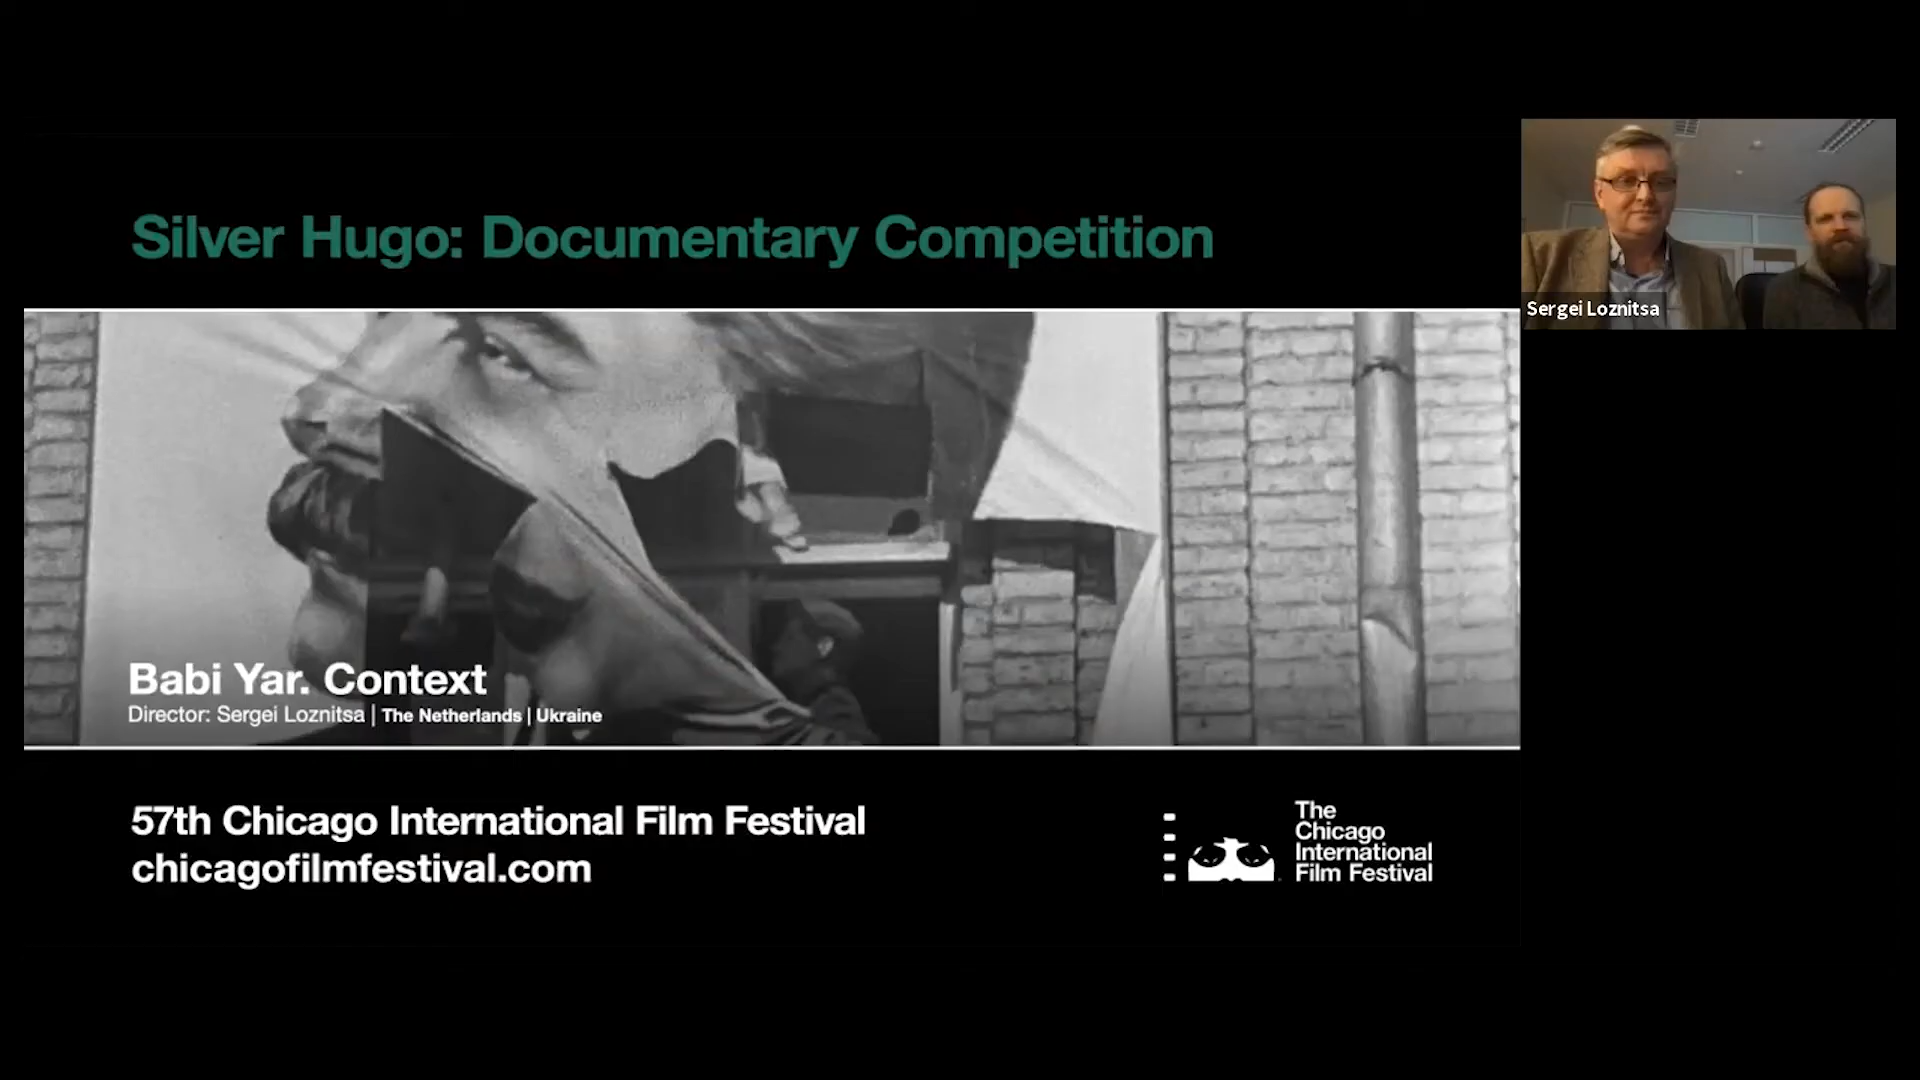 Silver Hugo: Documentary Competition
Sergei Loznitsa
Babi Yar. Context
Director: Sergei Loznitsa | The Netherlands | Ukraine
57th Chicago International Film Festival
chicagofilmfestival.com
The
Chicago
International
Film Festival